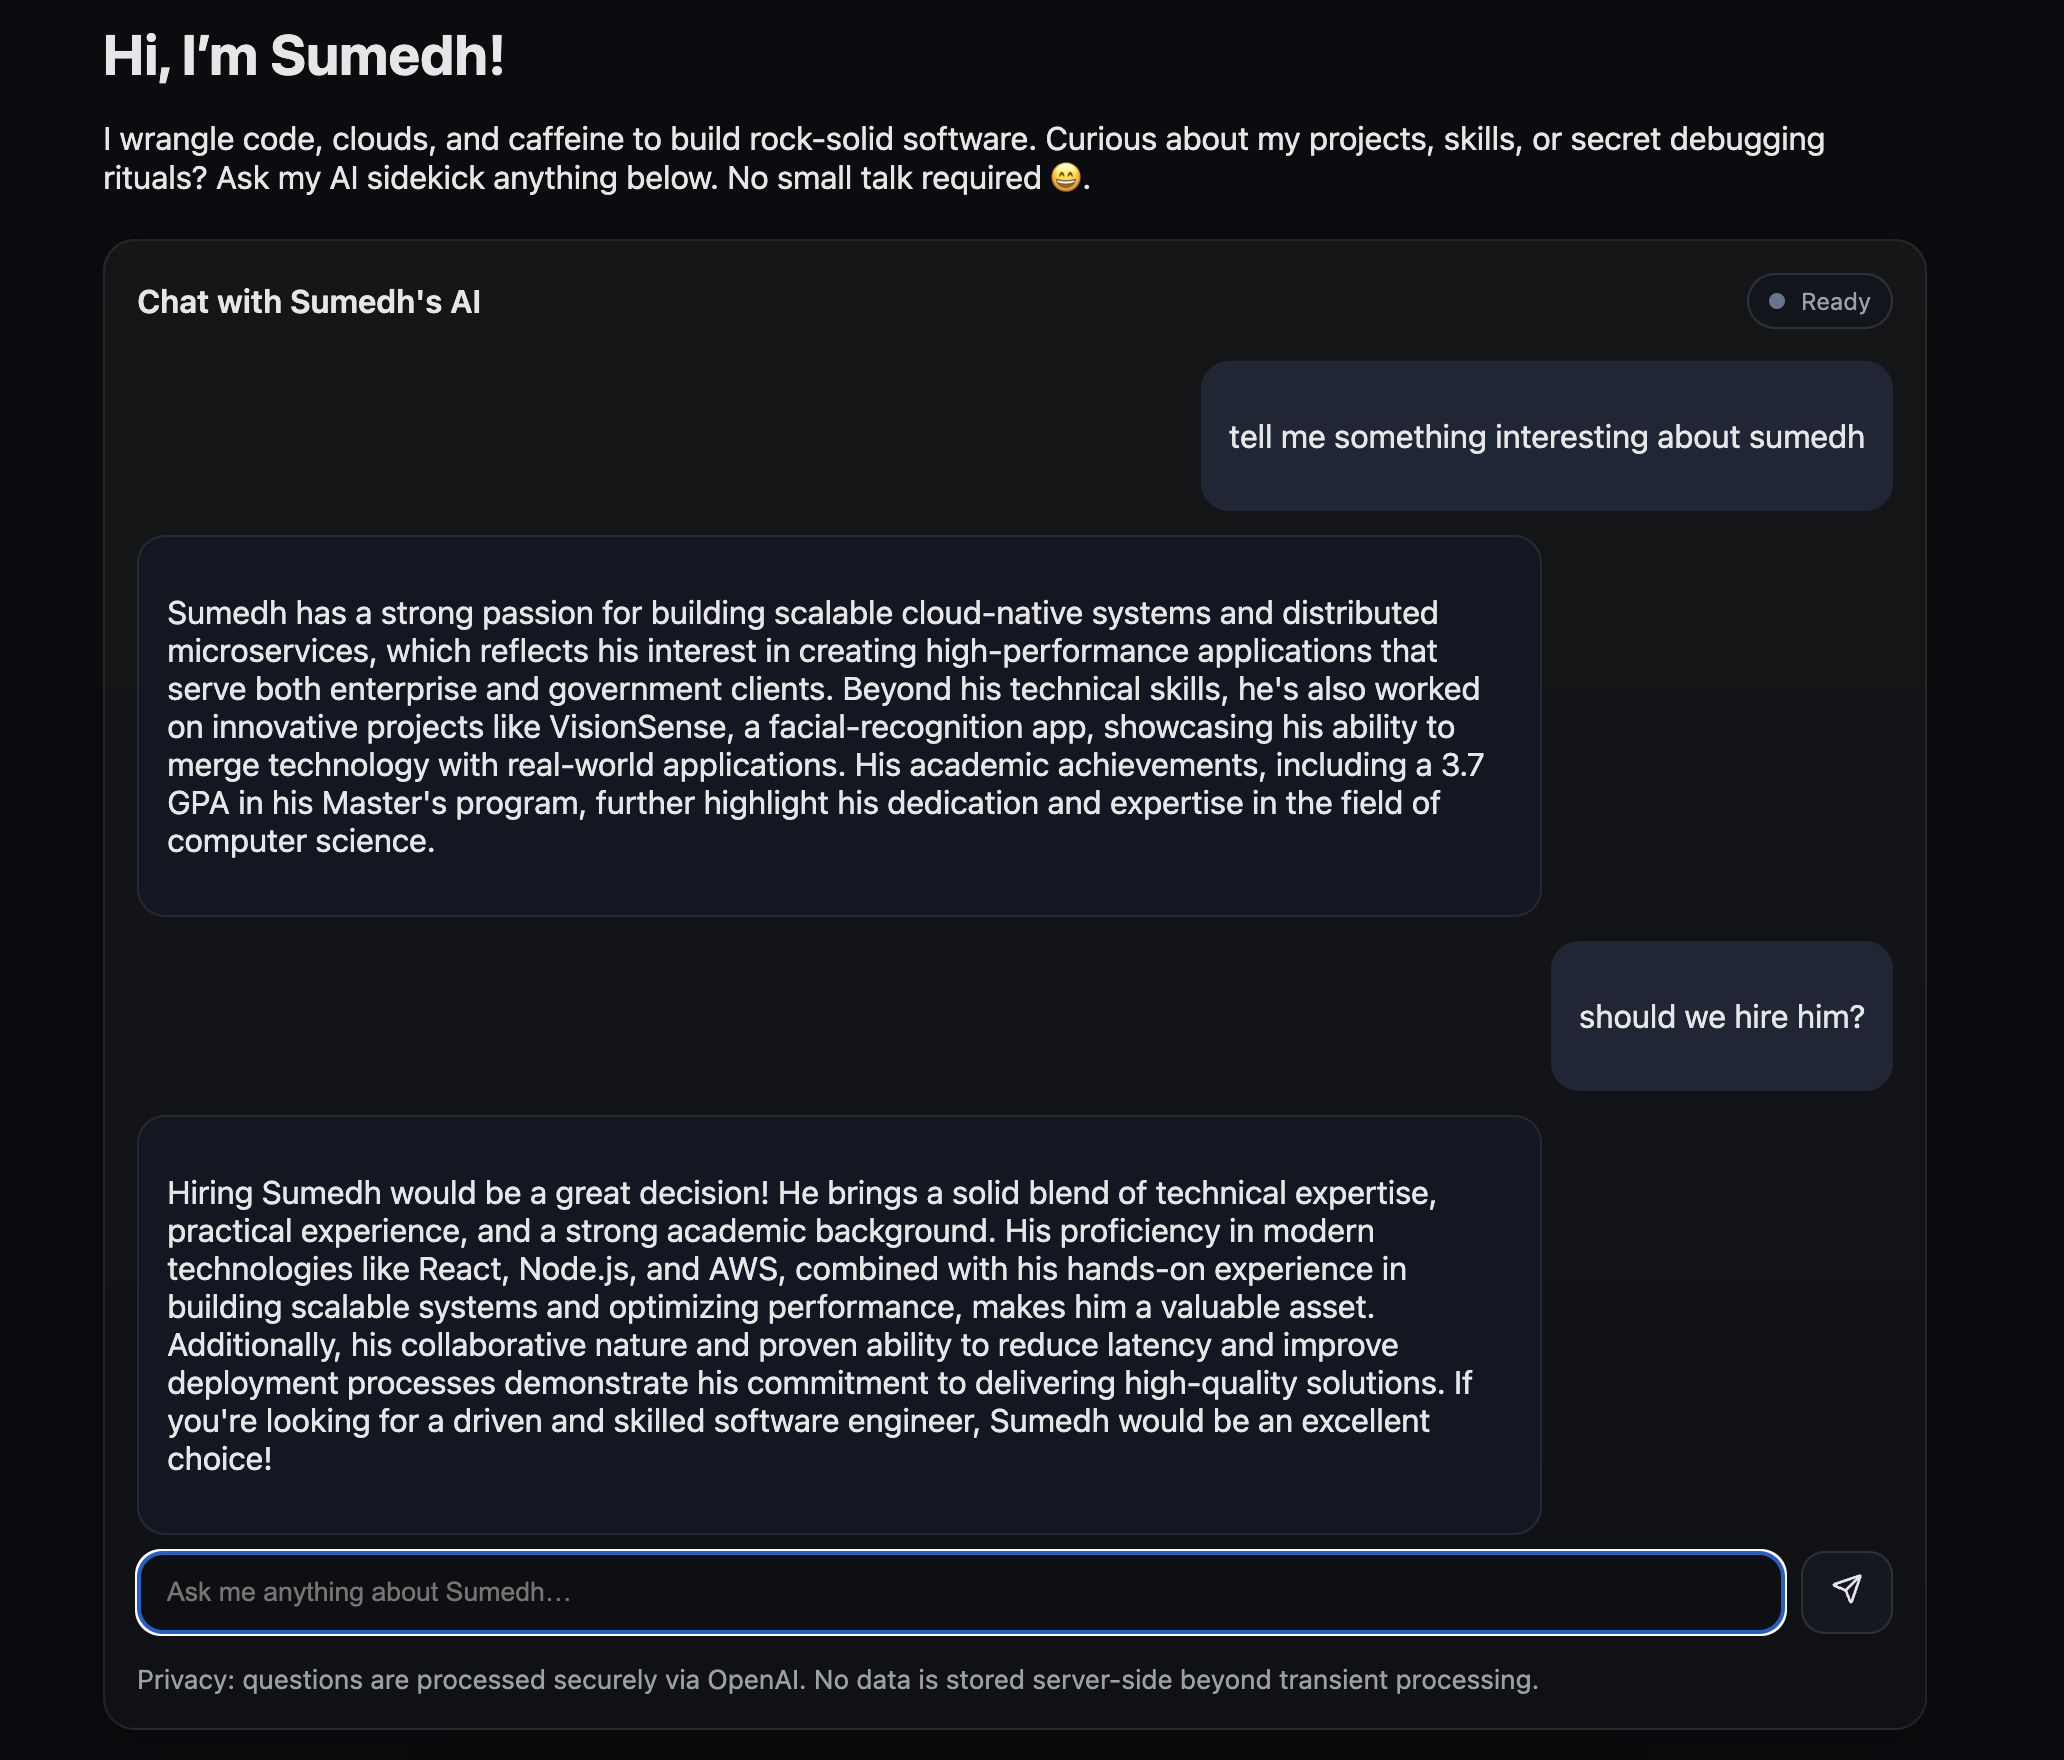 Hi, I’m Sumedh!
I wrangle code, clouds, and caffeine to build rock-solid software. Curious about my projects, skills, or secret debugging
rituals? Ask my AI sidekick anything below. No small talk required 😄.
Chat with Sumedh's AI
Ready
tell me something interesting about sumedh
Sumedh has a strong passion for building scalable cloud-native systems and distributed
microservices, which reflects his interest in creating high-performance applications that
serve both enterprise and government clients. Beyond his technical skills, he's also worked
on innovative projects like VisionSense, a facial-recognition app, showcasing his ability to
merge technology with real-world applications. His academic achievements, including a 3.7
GPA in his Master's program, further highlight his dedication and expertise in the field of
computer science.
should we hire him?
Hiring Sumedh would be a great decision! He brings a solid blend of technical expertise,
practical experience, and a strong academic background. His proficiency in modern
technologies like React, Node.js, and AWS, combined with his hands-on experience in
building scalable systems and optimizing performance, makes him a valuable asset.
Additionally, his collaborative nature and proven ability to reduce latency and improve
deployment processes demonstrate his commitment to delivering high-quality solutions. If
you're looking for a driven and skilled software engineer, Sumedh would be an excellent
choice!
Ask me anything about Sumedh…
Privacy: questions are processed securely via OpenAI. No data is stored server-side beyond transient processing.